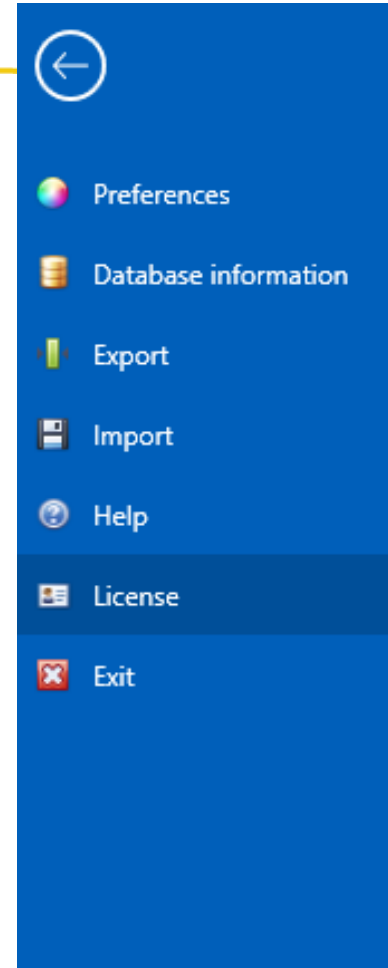 Preferences
Database information
Export
Import
Help
License
Exit